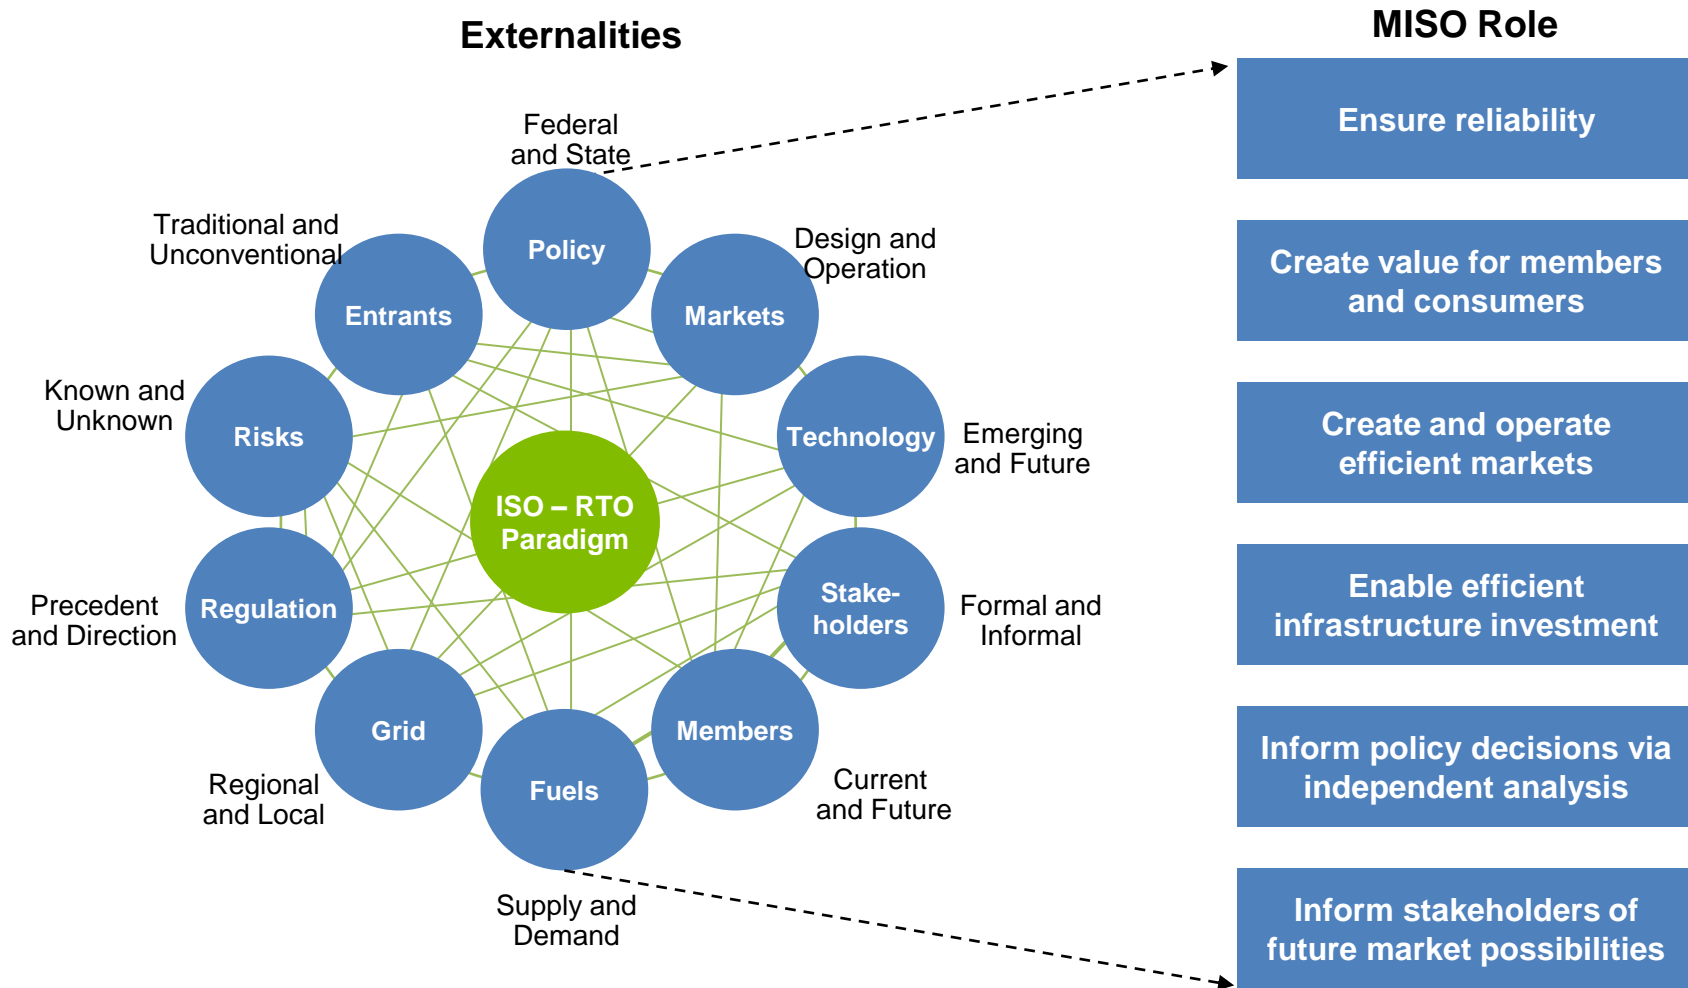 Externalities
MISO Role
Federal
and State
Policy
Design and
Operation
Markets
Technology
Emerging
and Future
Stake-
holders
Formal and
Informal
Members
Current
and Future
Fuels
Supply and
Demand
Grid
Regional
and Local
Regulation
Precedent
and Direction
Risks
Known and
Unknown
Entrants
Traditional and
Unconventional
ISO – RTO
Paradigm
Ensure reliability
Create value for members
and consumers
Create and operate
efficient markets
Enable efficient
infrastructure investment
Inform policy decisions via
independent analysis
Inform stakeholders of
future market possibilities